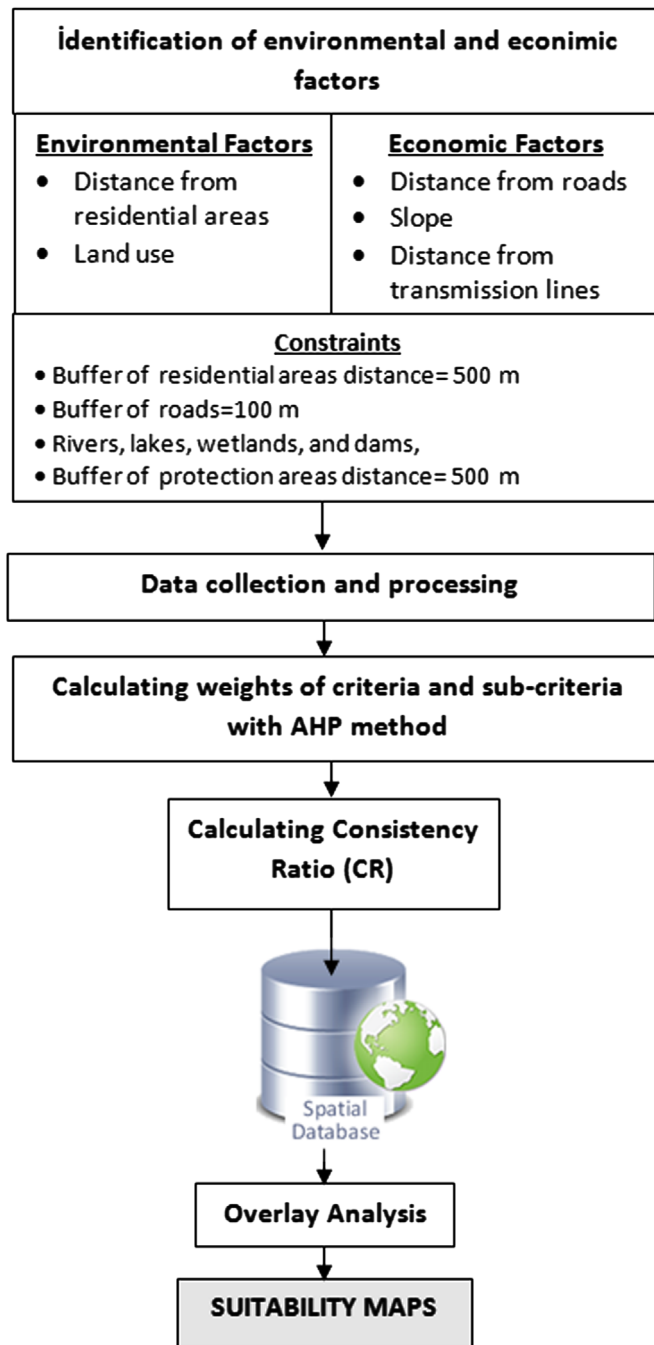 İdentification of environmental and econimic
factors
Environmental Factors
• Distance from
residential areas
• Land use
Economic Factors
• Distance from roads
• Slope
• Distance from
transmission lines
Constraints
• Buffer of residential areas distance= 500 m
• Buffer of roads=100 m
• Rivers, lakes, wetlands, and dams,
• Buffer of protection areas distance= 500 m
Data collection and processing
Calculating weights of criteria and sub-criteria
with AHP method
Calculating Consistency
Ratio (CR)
Spatial
Database
Overlay Analysis
SUITABILITY MAPS